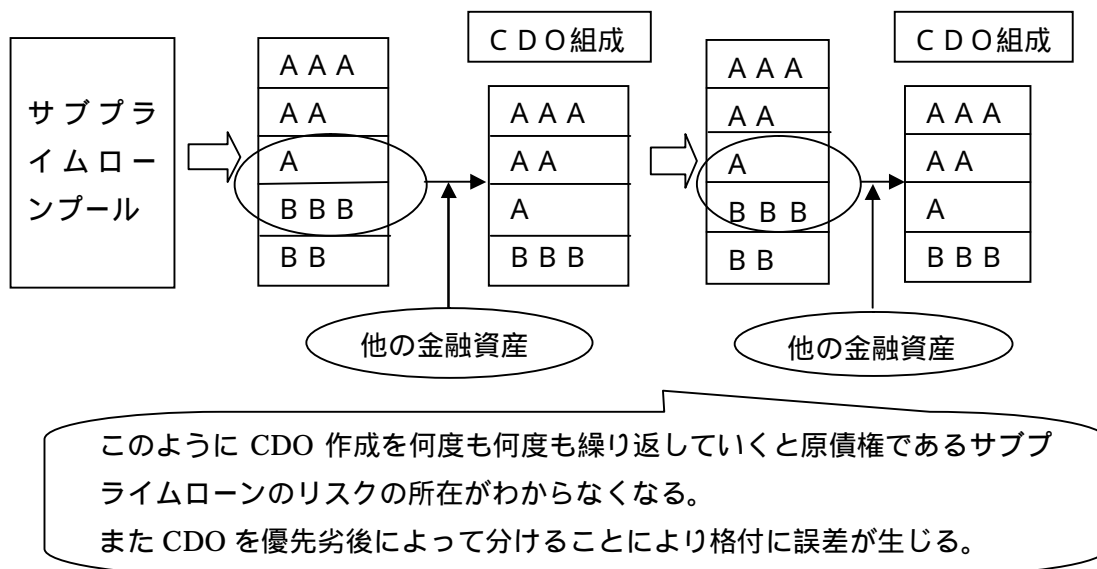 サブプラ
イムロー
ンプール
ＡＡＡ
ＡＡ
Ａ
ＢＢＢ
ＢＢ
ＣＤＯ組成
ＡＡＡ
ＡＡ
Ａ
ＢＢＢ
他の金融資産
ＡＡＡ
ＡＡ
Ａ
ＢＢＢ
ＢＢ
ＣＤＯ組成
ＡＡＡ
ＡＡ
Ａ
ＢＢＢ
他の金融資産
このように CDO 作成を何度も何度も繰り返していくと原債権であるサブプ
ライムローンのリスクの所在がわからなくなる。
また CDO を優先劣後によって分けることにより格付に誤差が生じる。